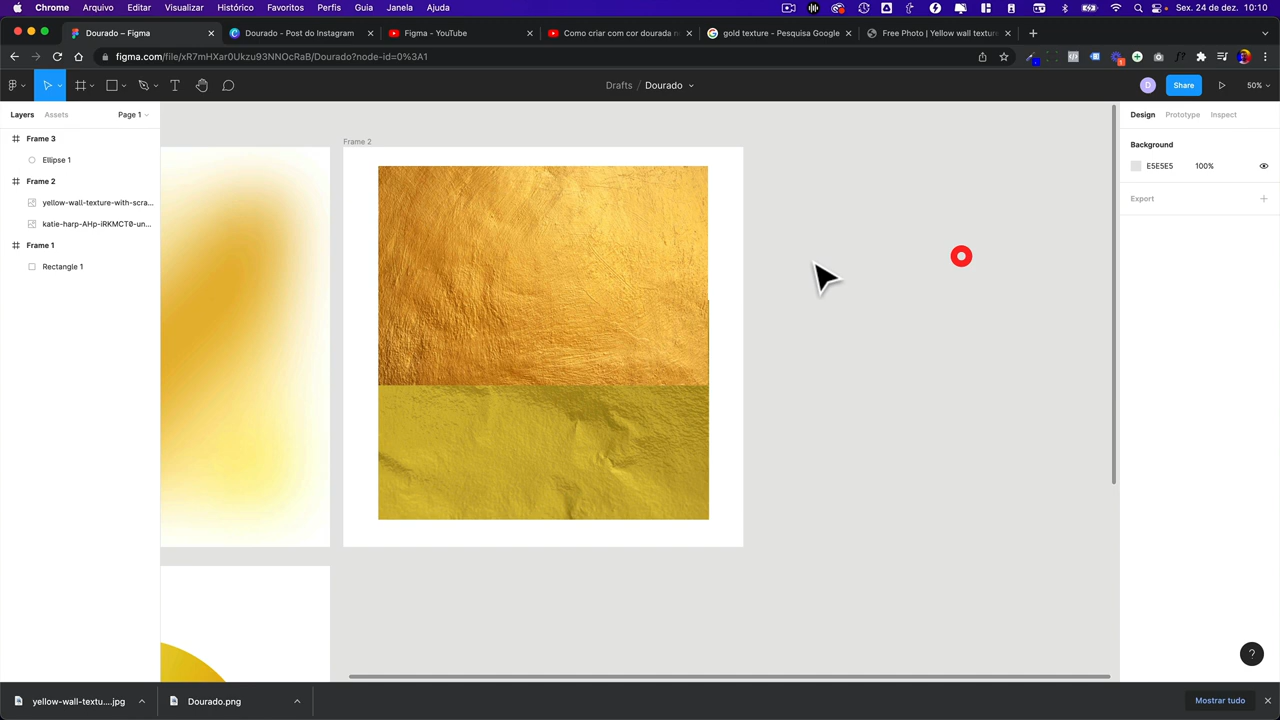 Chrome Arquivo Editar Visualizar Histórico Favoritos Perfis Guia Janela Ajuda Sex. 24 de dez. 10:10
Dourado – Figma Dourado - Post do Instagram Figma - YouTube Como criar com cor dourada n gold texture - Pesquisa Google Free Photo | Yellow wall textur
figma.com/file/xR7mHXar0Ukzu93NNOcRaB/Dourado?node-id=0%3A1
Drafts / Dourado D Share 50%
Layers Assets Page 1 Design Prototype Inspect
Frame 3
Ellipse 1
Frame 2
yellow-wall-texture-with-scra...
katie-harp-AHp-iRKMCT0-un...
Frame 1
Rectangle 1
Frame 2
Background
E5E5E5 100%
Export
?
yellow-wall-textu....jpg Dourado.png Mostrar tudo